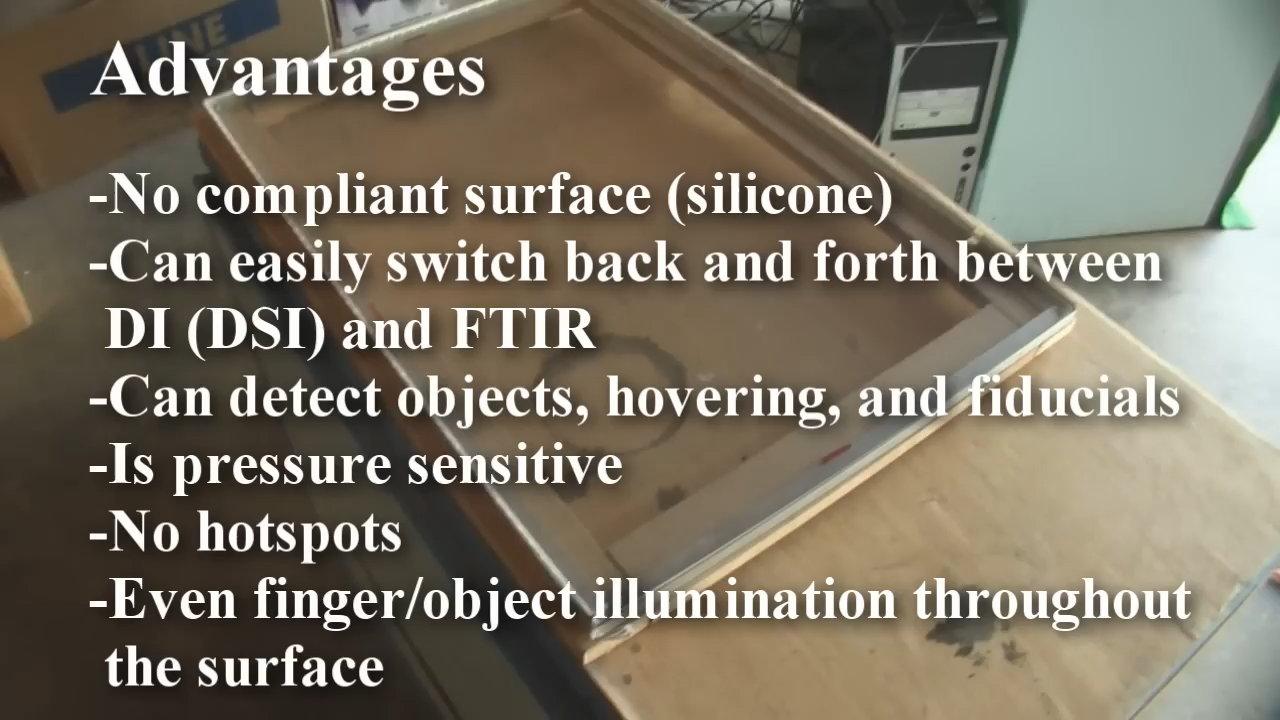 LINE
Advantages
-No compliant surface (silicone)
-Can easily switch back and forth between
DI (DSI) and FTIR
-Can detect objects, hovering, and fiducials
-Is pressure sensitive
-No hotspots
-Even finger/object illumination throughout
the surface